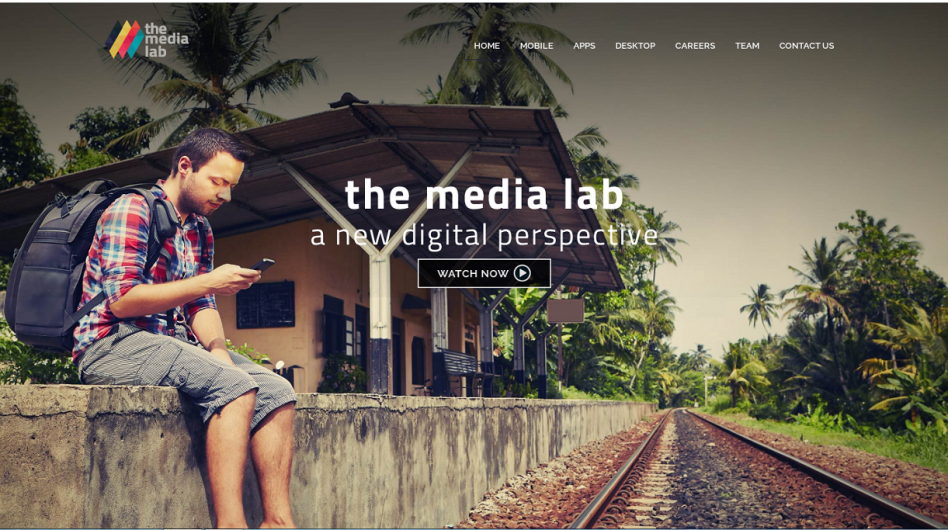 the
media
lab
HOME MOBILE APPS DESKTOP CAREERS TEAM CONTACT US
the media lab
a new digital perspective
WATCH NOW